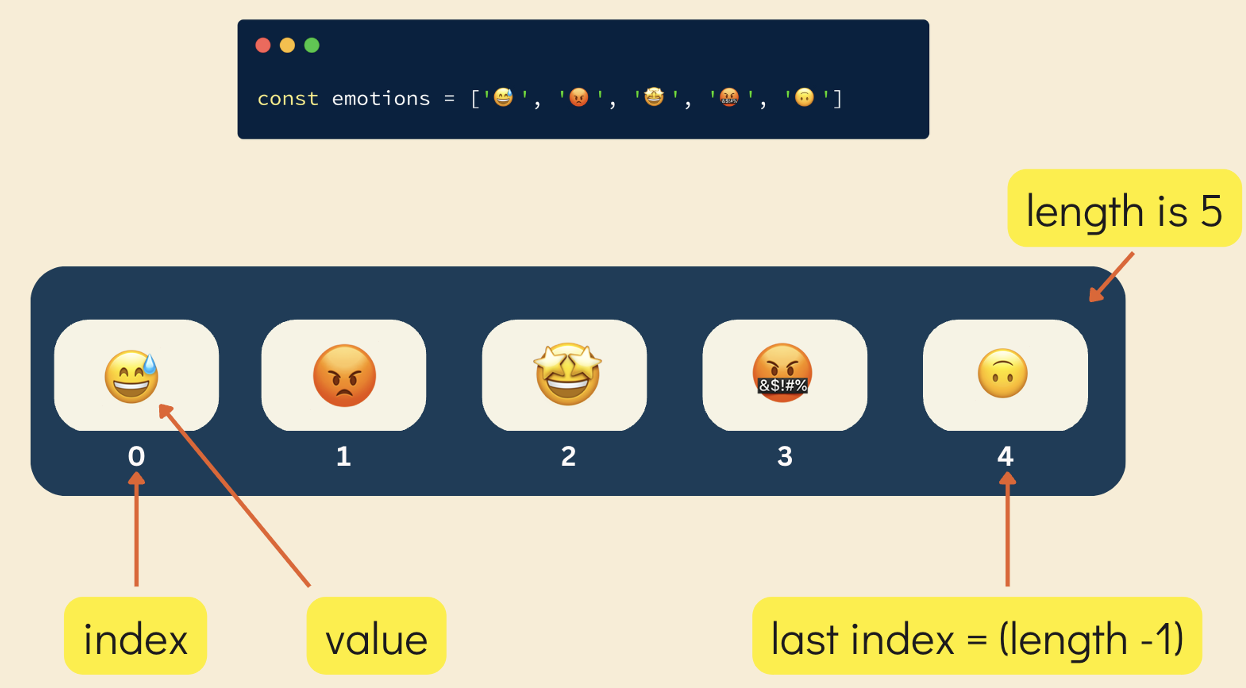 const emotions = ['😅', '😡', '🤩', '🤬', '🙃']
length is 5
&$!#%
0 1 2 3 4
index value last index = (length -1)